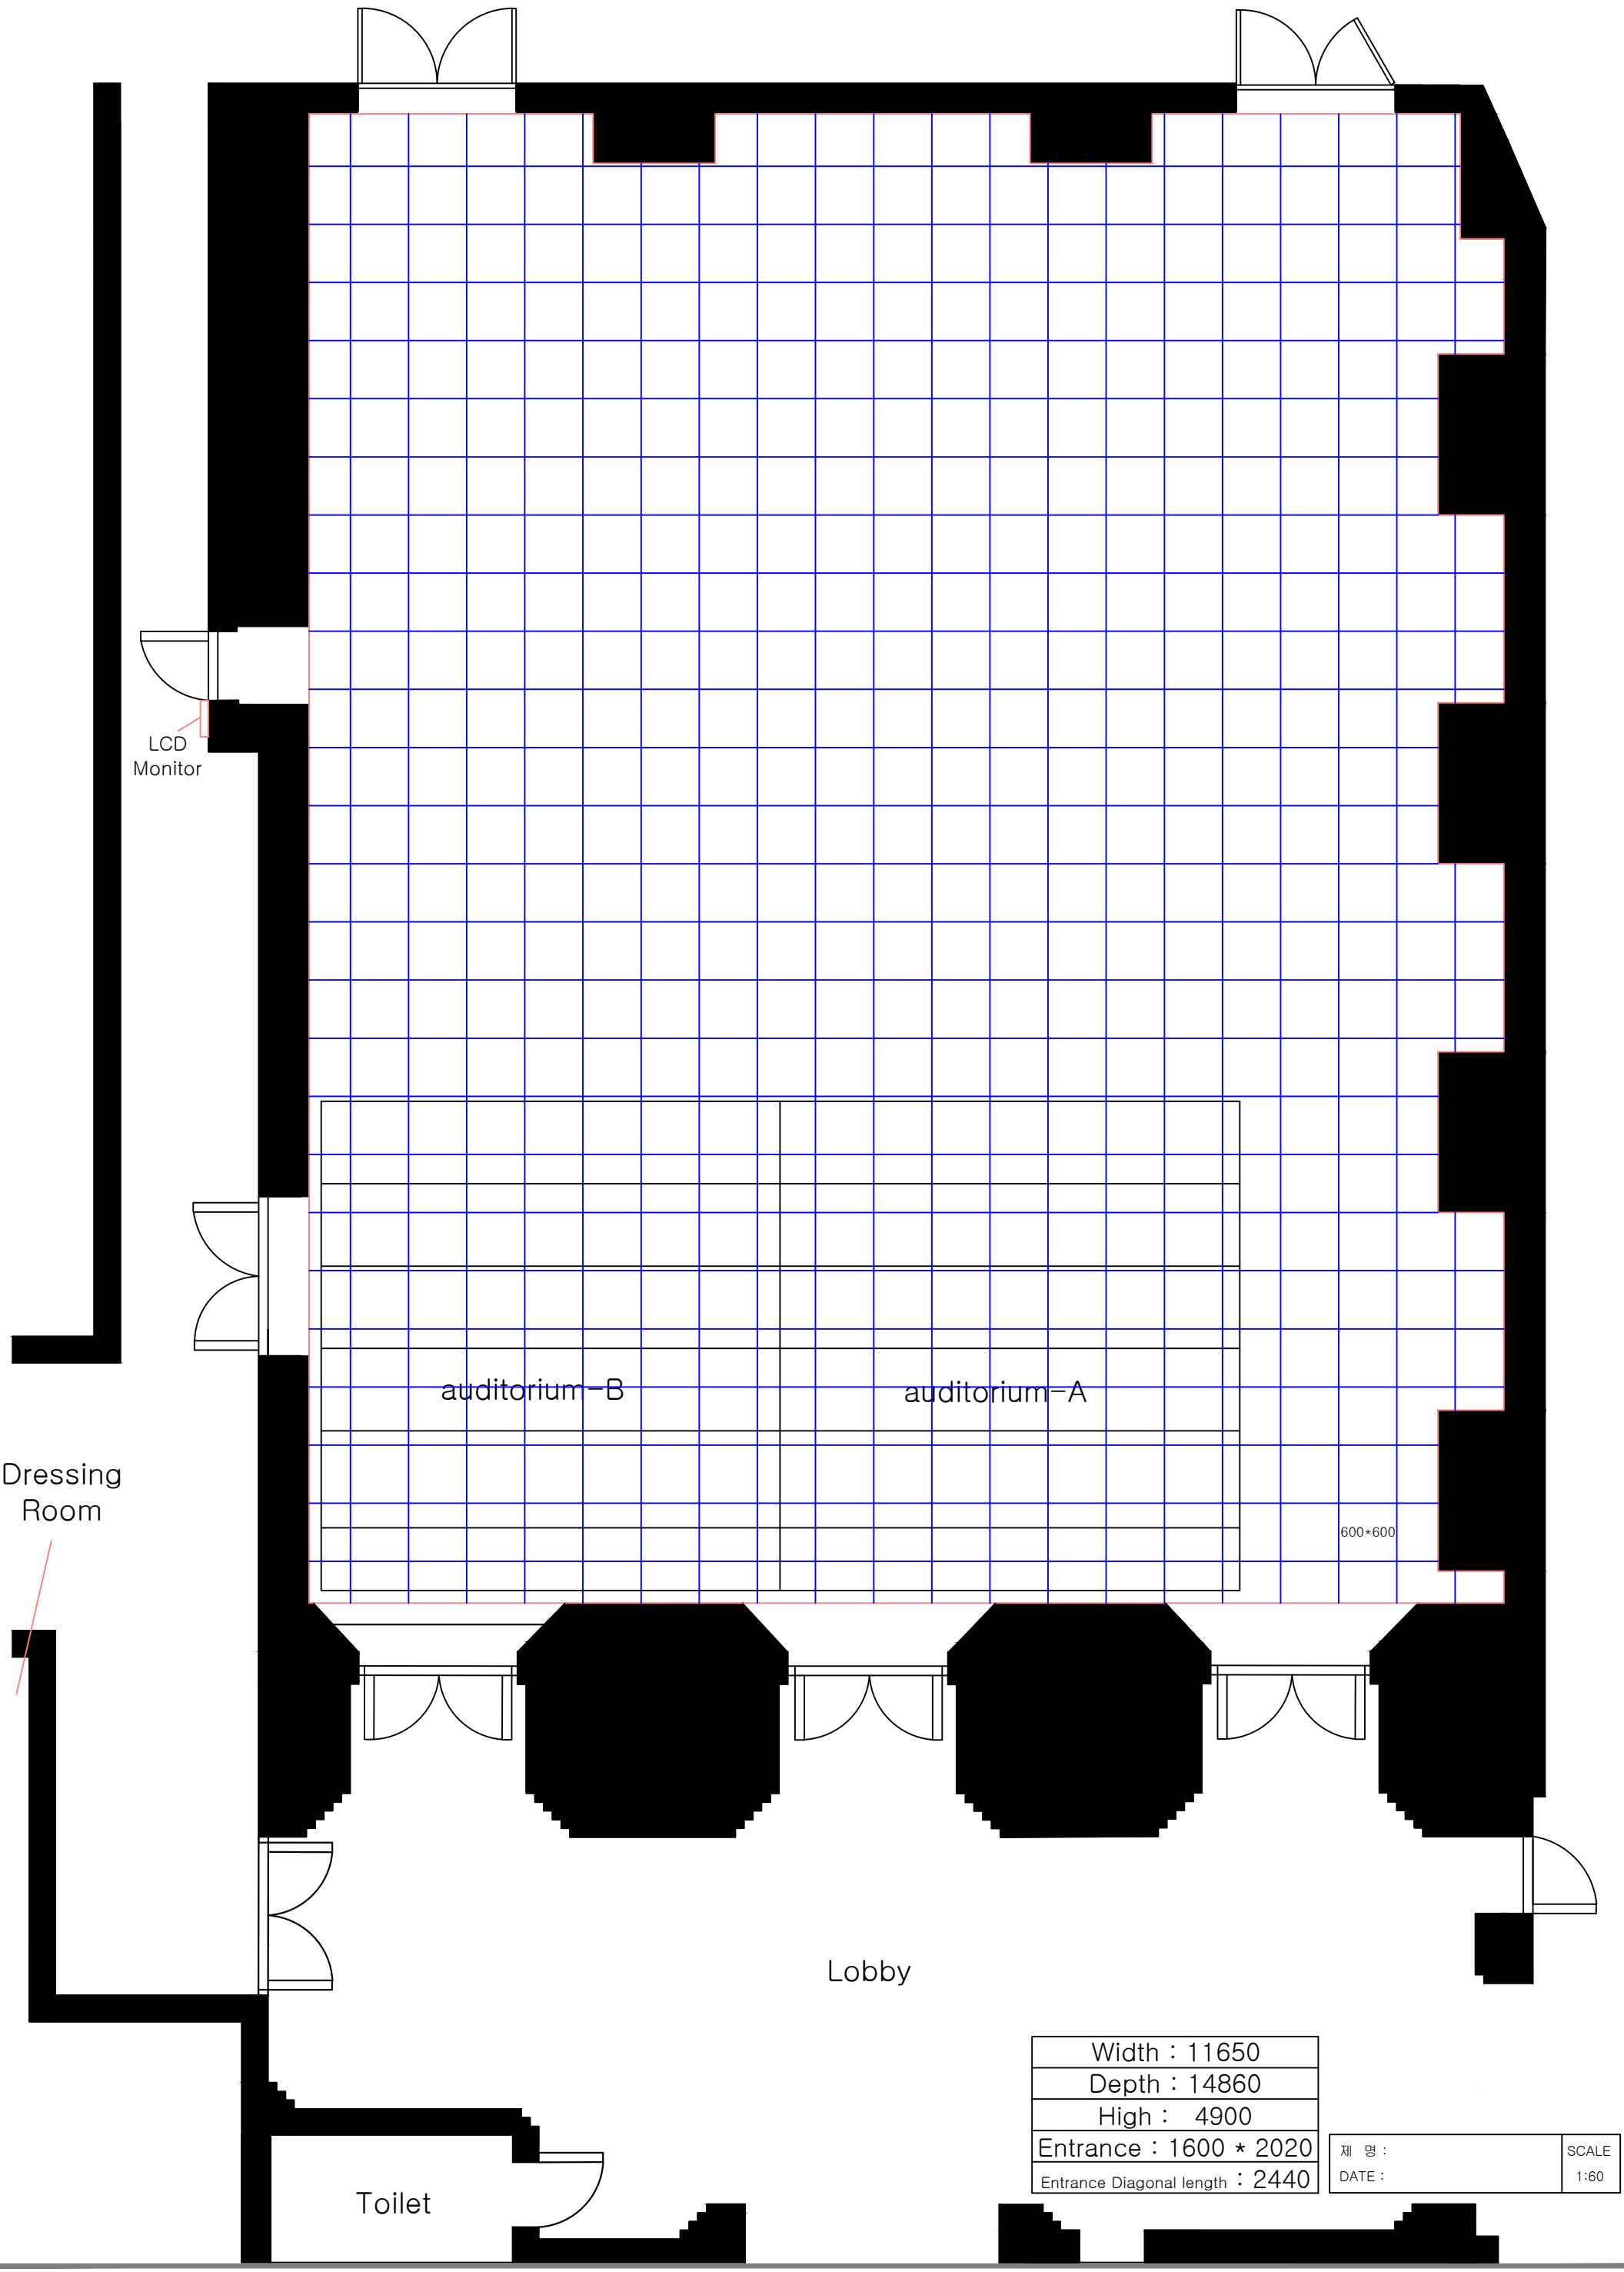 LCD
Monitor
auditorium-B
auditorium-A
Dressing
Room
600*600
Lobby
Width : 11650
Depth : 14860
High : 4900
Entrance : 1600 * 2020
Entrance Diagonal length : 2440
제 명 :
DATE :
SCALE
1:60
Toilet